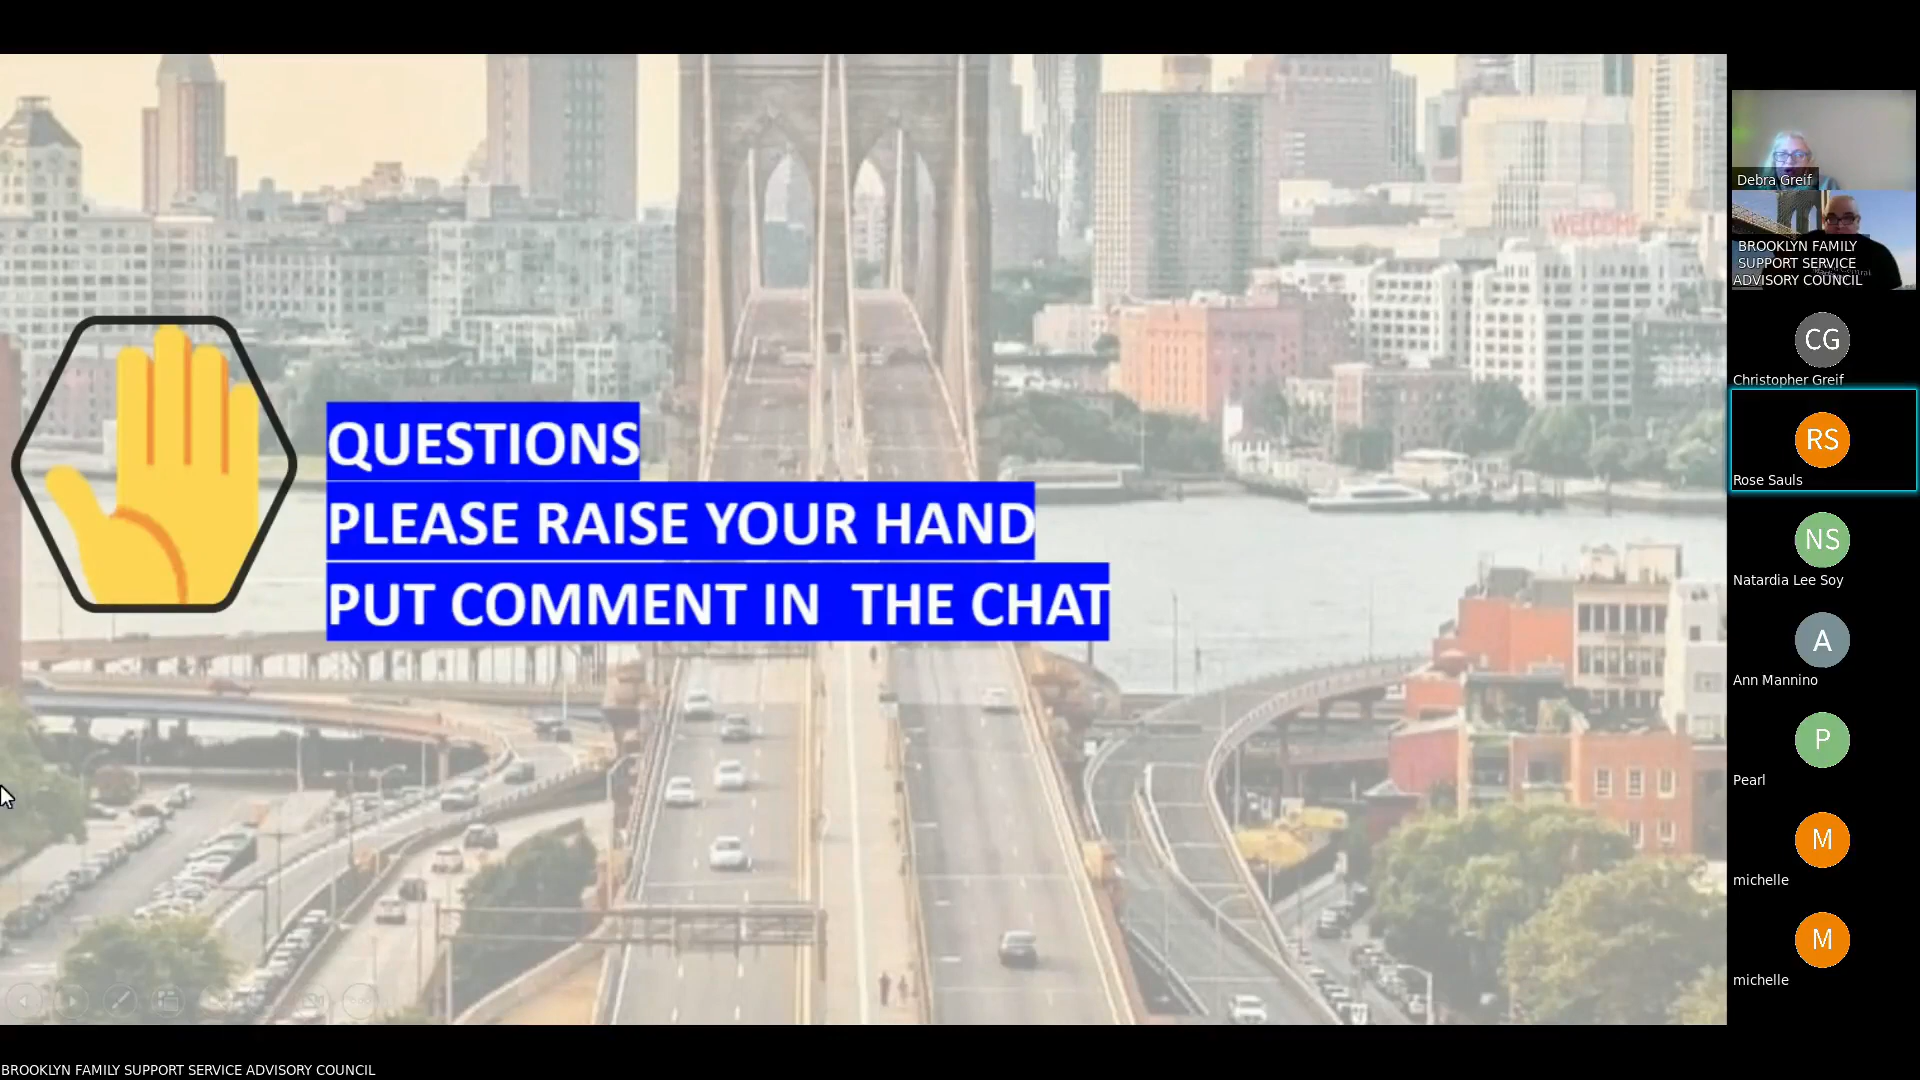 WELCOME
QUESTIONS
PLEASE RAISE YOUR HAND
PUT COMMENT IN THE CHAT
Debra Greif
BROOKLYN FAMILY
SUPPORT SERVICE
ADVISORY COUNCIL
CG
Christopher Greif
RS
Rose Sauls
NS
Natardia Lee Soy
A
Ann Mannino
P
Pearl
M
michelle
M
michelle
BROOKLYN FAMILY SUPPORT SERVICE ADVISORY COUNCIL